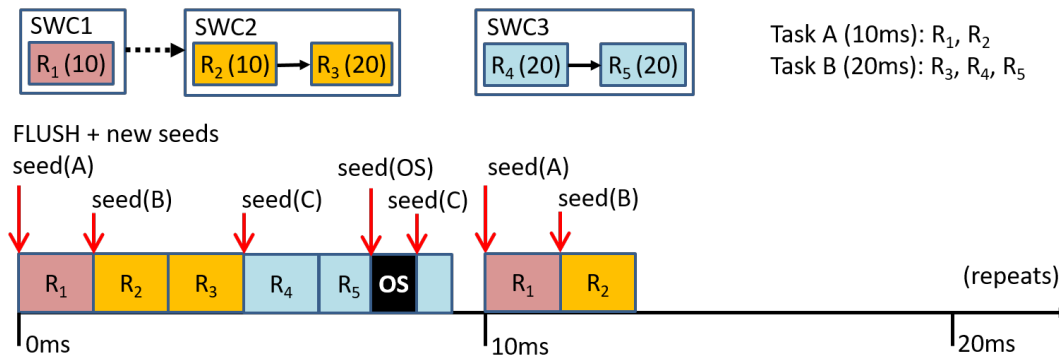 SWC1
SWC2
SWC3
R₁ (10)
R₂ (10)
R₃ (20)
R₄ (20)
R₅ (20)
Task A (10ms): R₁, R₂
Task B (20ms): R₃, R₄, R₅
FLUSH + new seeds
seed(A)
seed(B)
seed(C)
seed(OS)
seed(C)
seed(A)
seed(B)
R₁
R₂
R₃
R₄
R₅
OS
R₁
R₂
(repeats)
0ms
10ms
20ms